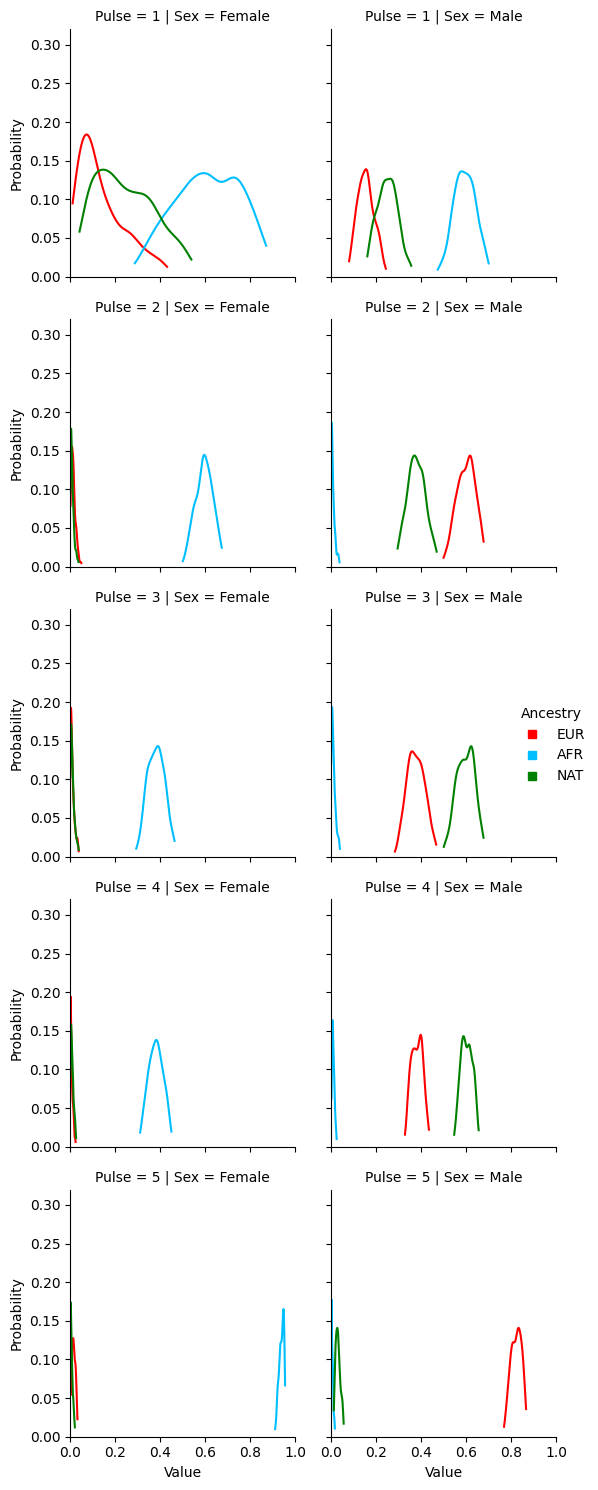 Pulse = 1 | Sex = Female
Pulse = 1 | Sex = Male
0.30
0.25
0.20
0.15
0.10
0.05
0.00
Probability
Pulse = 2 | Sex = Female
Pulse = 2 | Sex = Male
0.30
0.25
0.20
0.15
0.10
0.05
0.00
Probability
Pulse = 3 | Sex = Female
Pulse = 3 | Sex = Male
0.30
0.25
0.20
0.15
0.10
0.05
0.00
Probability
Ancestry
EUR
AFR
NAT
Pulse = 4 | Sex = Female
Pulse = 4 | Sex = Male
0.30
0.25
0.20
0.15
0.10
0.05
0.00
Probability
Pulse = 5 | Sex = Female
Pulse = 5 | Sex = Male
0.30
0.25
0.20
0.15
0.10
0.05
0.00
Probability
0.0 0.2 0.4 0.6 0.8 1.0
Value
0.0 0.2 0.4 0.6 0.8 1.0
Value